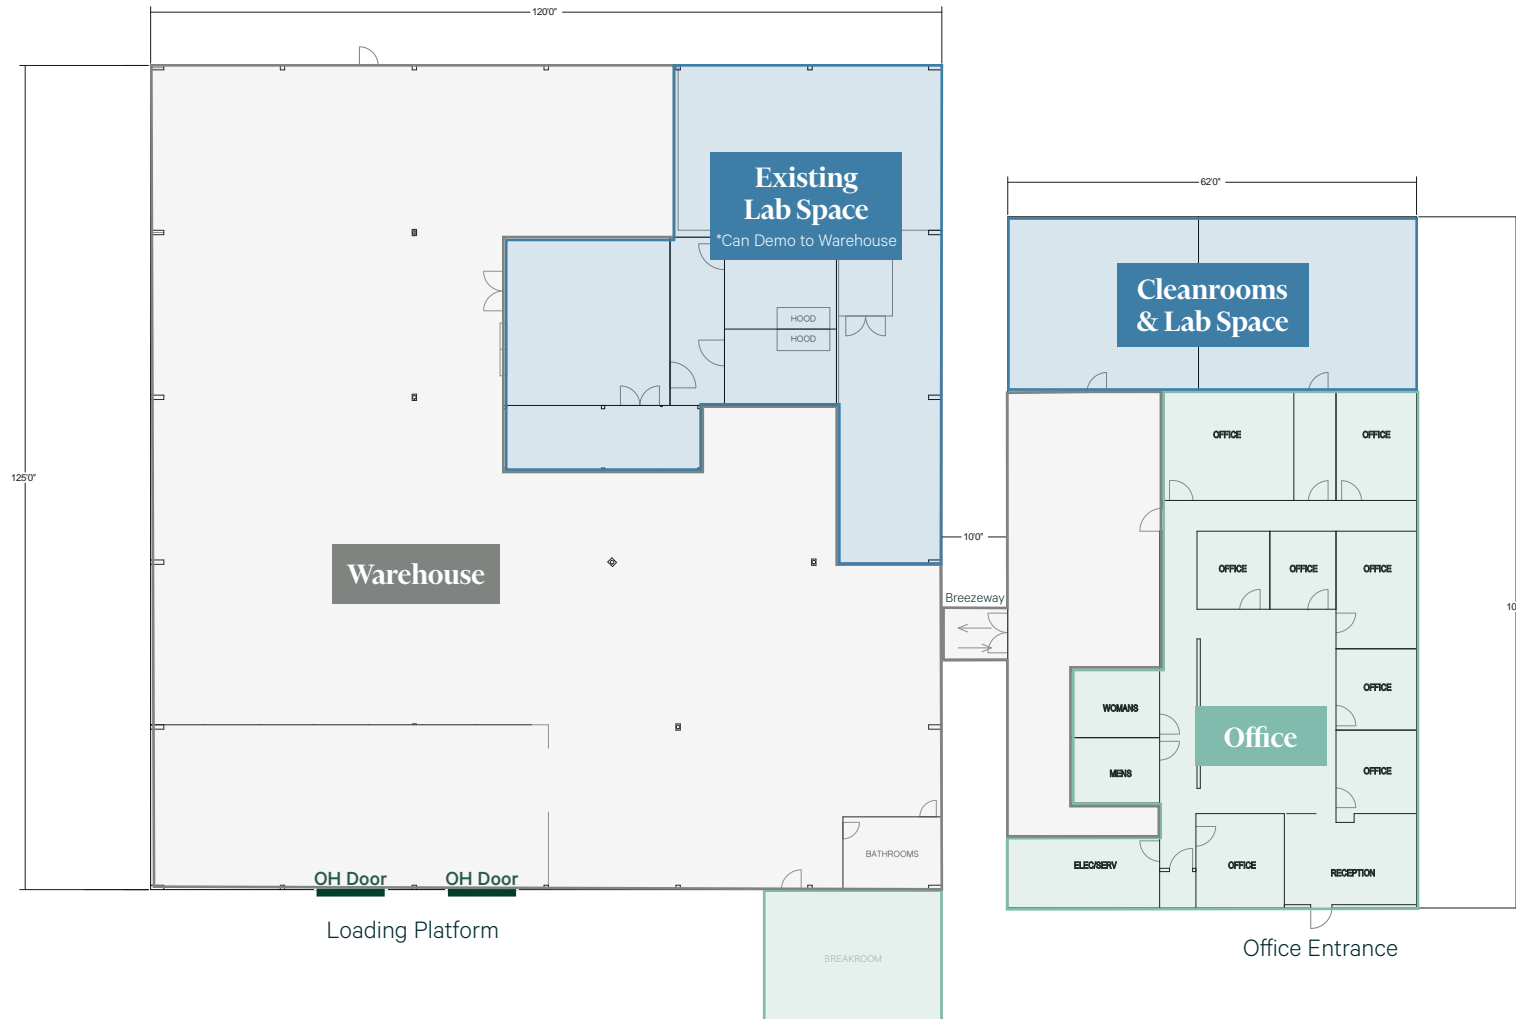 120'0"
Existing
Lab Space
*Can Demo to Warehouse
62'0"
Cleanrooms
& Lab Space
HOOD
HOOD
OFFICE
OFFICE
125'0"
10'0"
Warehouse
OFFICE
OFFICE
OFFICE
Breezeway
10
OFFICE
WOMANS
Office
MENS
OFFICE
BATHROOMS
ELEC/SERV
OFFICE
RECEPTION
OH Door
OH Door
Loading Platform
Office Entrance
BREAKROOM